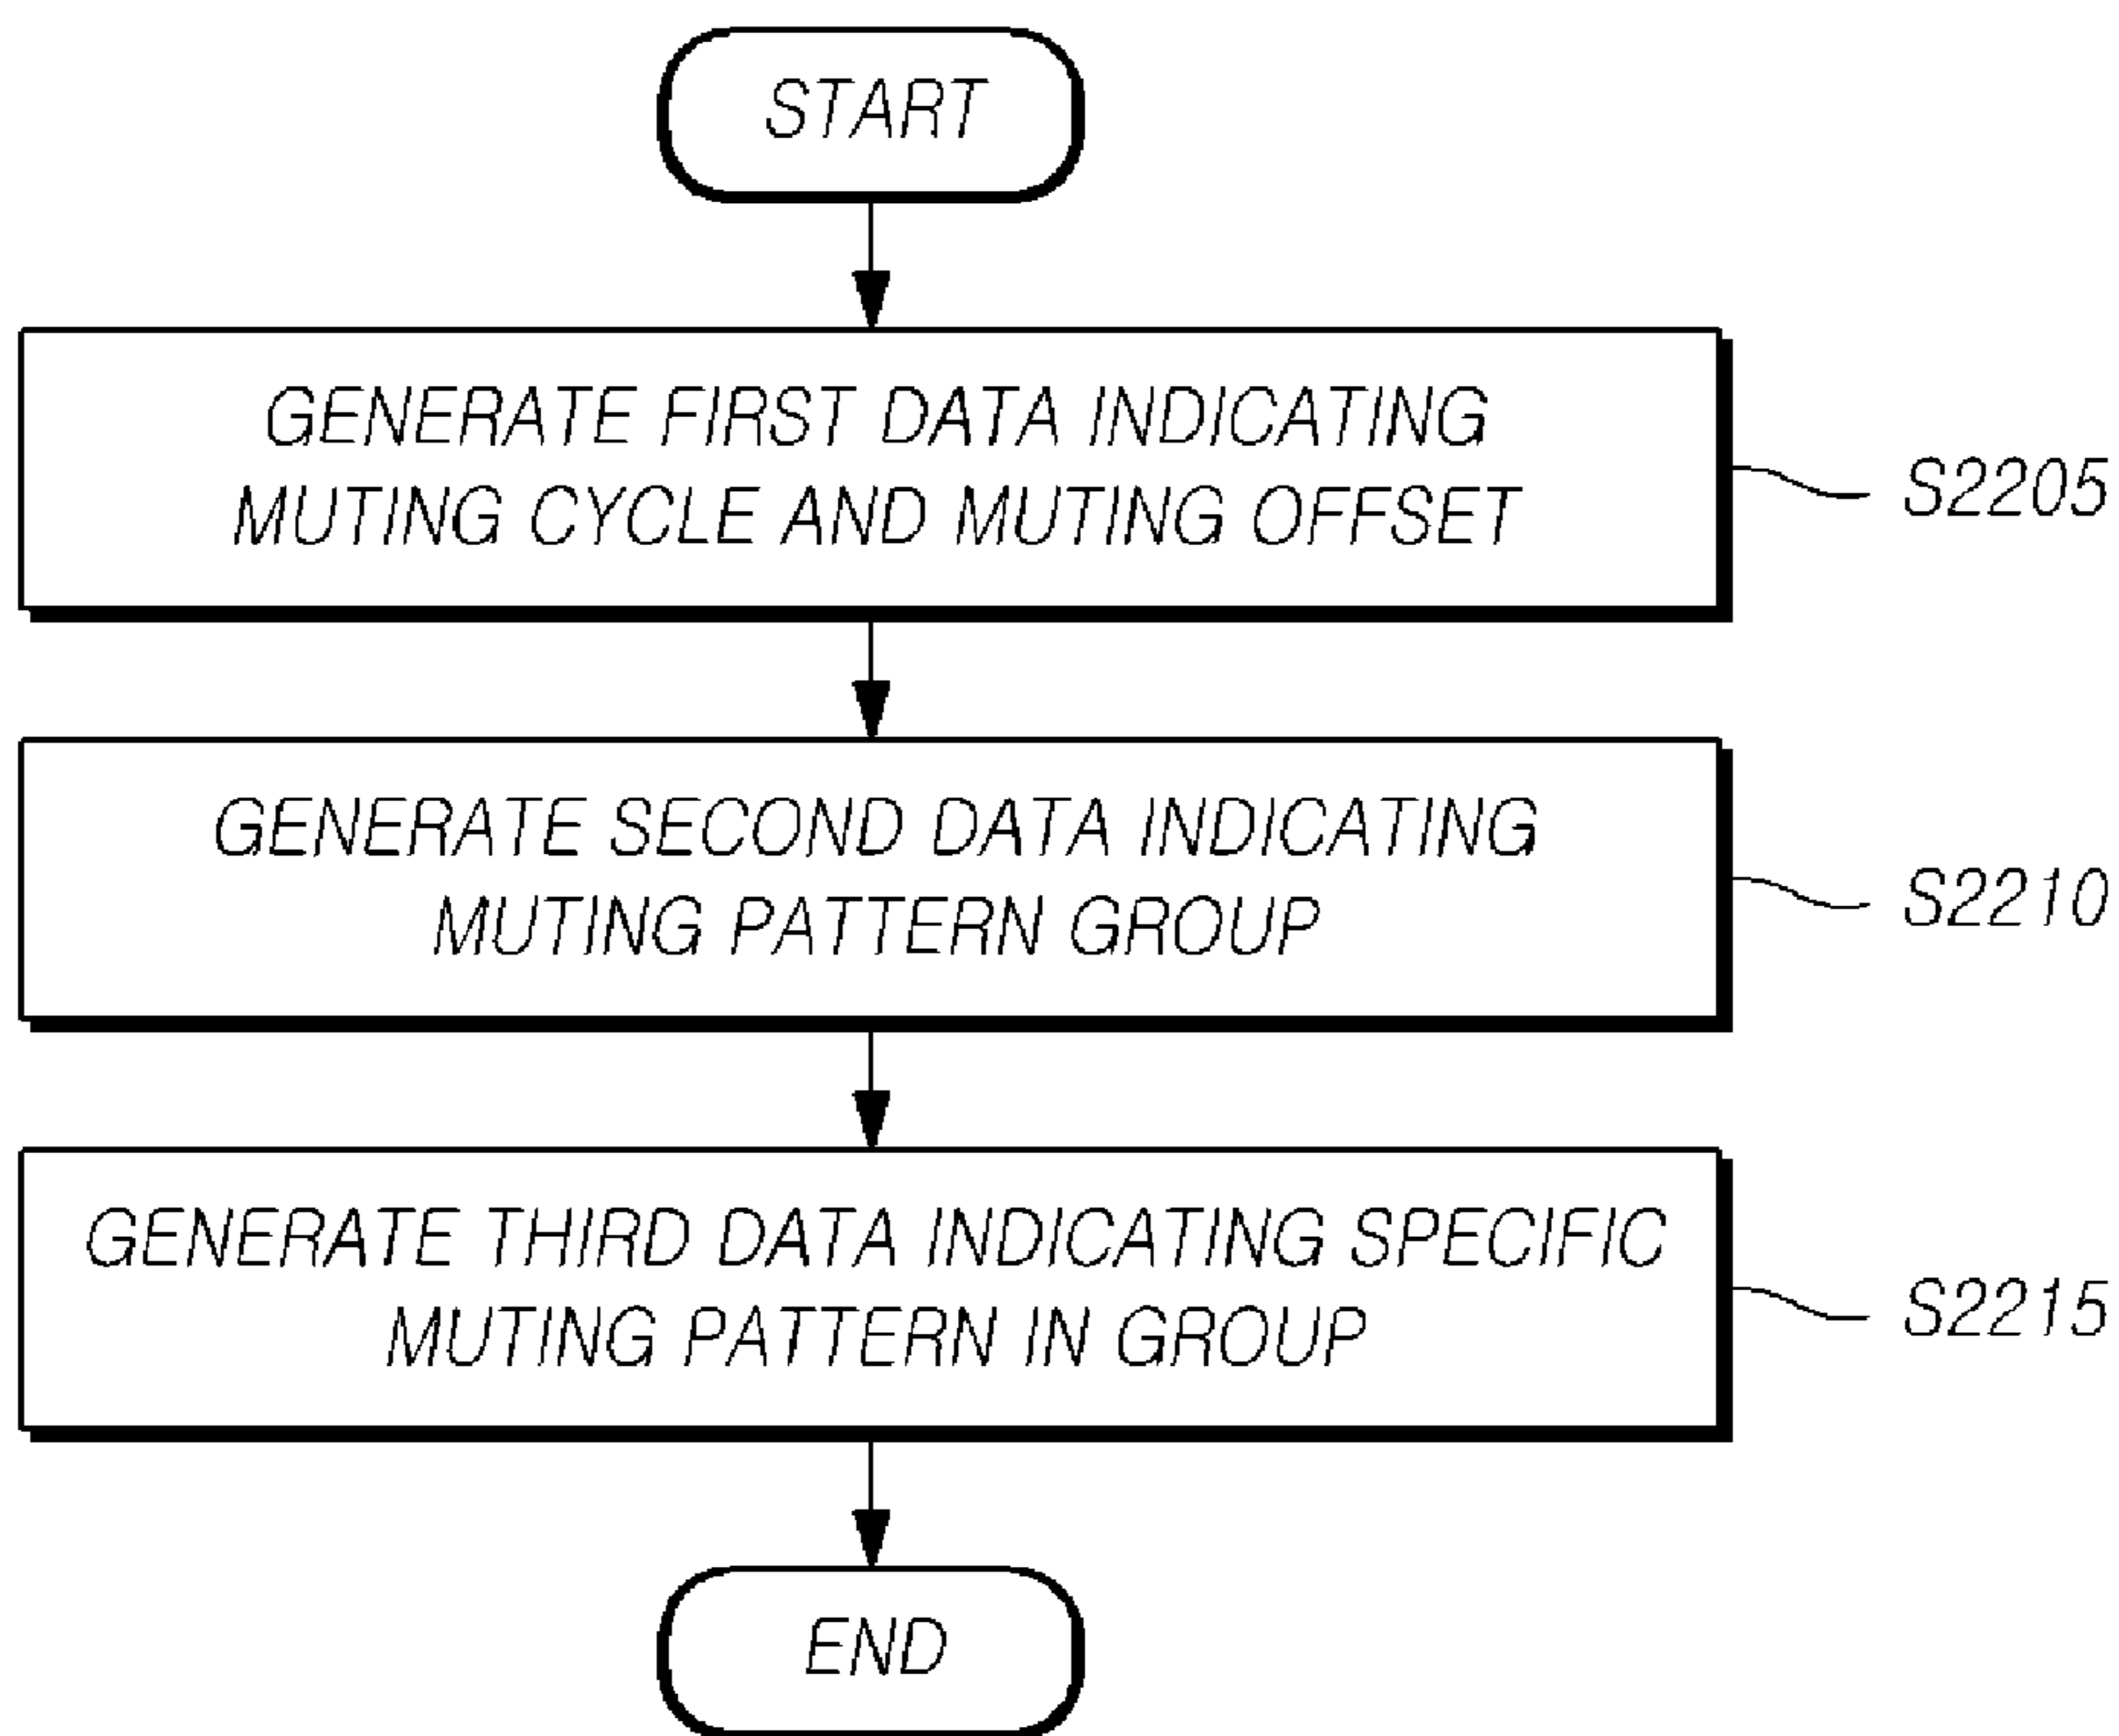 START
GENERATE FIRST DATA INDICATING
MUTING CYCLE AND MUTING OFFSET
S2205
GENERATE SECOND DATA INDICATING
MUTING PATTERN GROUP
S2210
GENERATE THIRD DATA INDICATING SPECIFIC
MUTING PATTERN IN GROUP
S2215
END